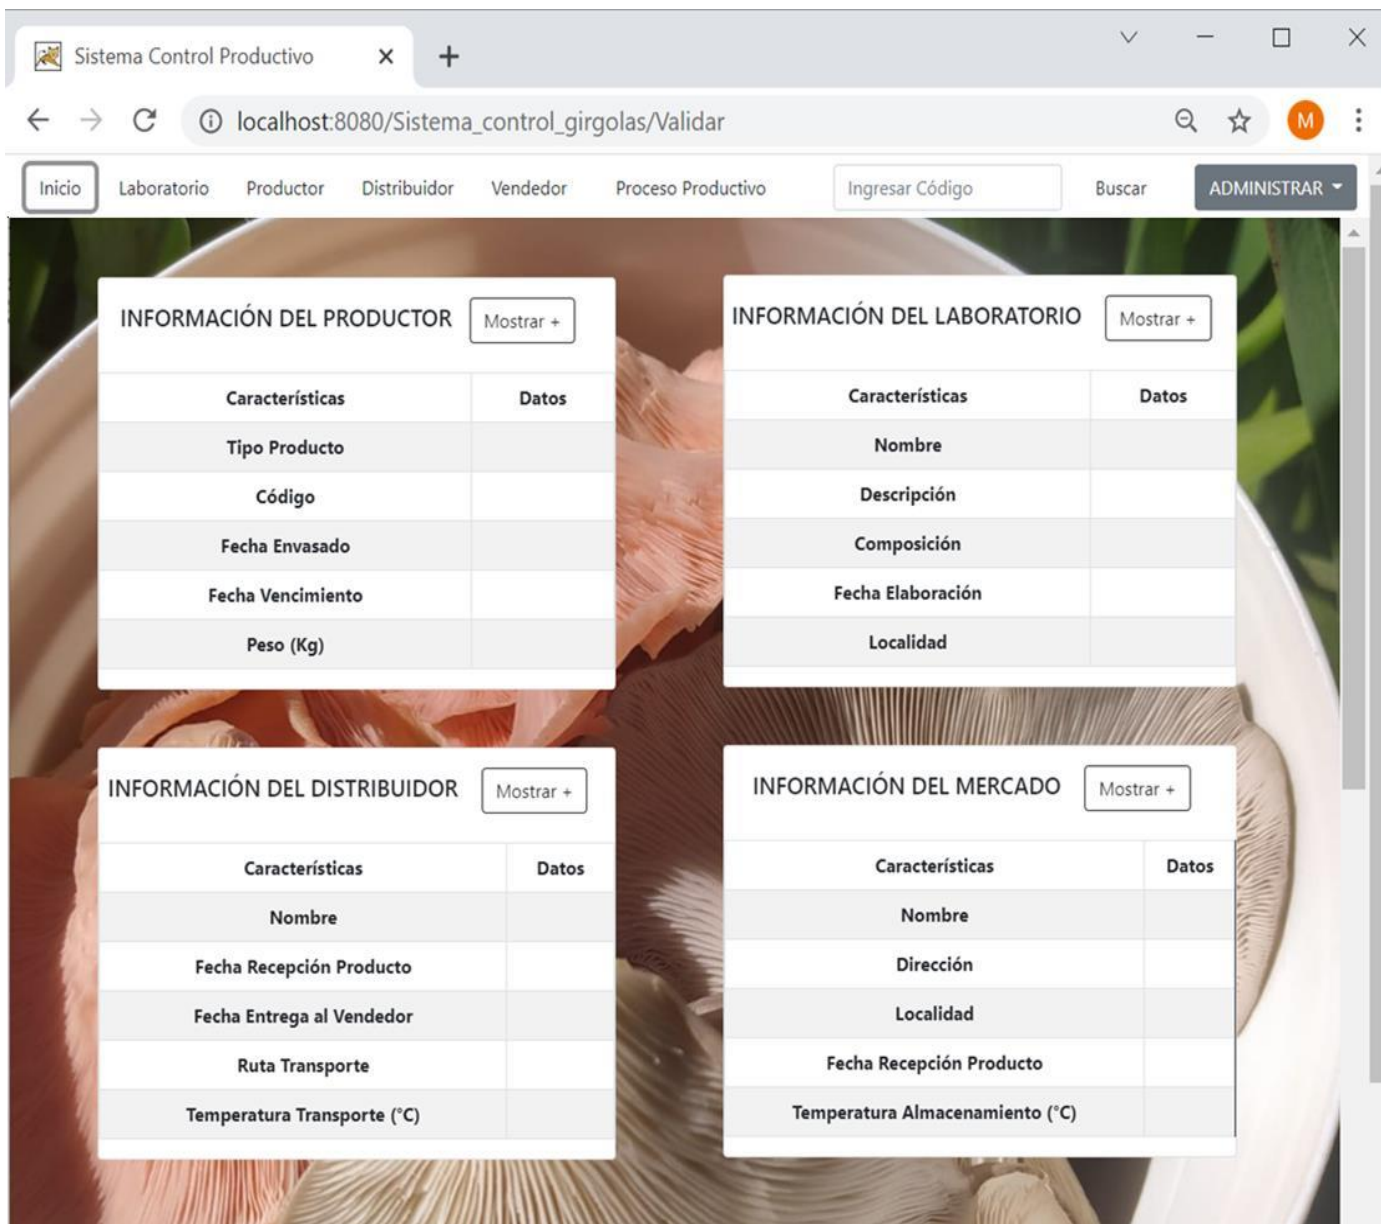 Sistema Control Productivo
localhost:8080/Sistema_control_girgolas/Validar
M
Inicio Laboratorio Productor Distribuidor Vendedor Proceso Productivo Ingresar Código Buscar ADMINISTRAR
INFORMACIÓN DEL PRODUCTOR Mostrar +
Características Datos
Tipo Producto
Código
Fecha Envasado
Fecha Vencimiento
Peso (Kg)
INFORMACIÓN DEL LABORATORIO Mostrar +
Características Datos
Nombre
Descripción
Composición
Fecha Elaboración
Localidad
INFORMACIÓN DEL DISTRIBUIDOR Mostrar +
Características Datos
Nombre
Fecha Recepción Producto
Fecha Entrega al Vendedor
Ruta Transporte
Temperatura Transporte (°C)
INFORMACIÓN DEL MERCADO Mostrar +
Características Datos
Nombre
Dirección
Localidad
Fecha Recepción Producto
Temperatura Almacenamiento (°C)